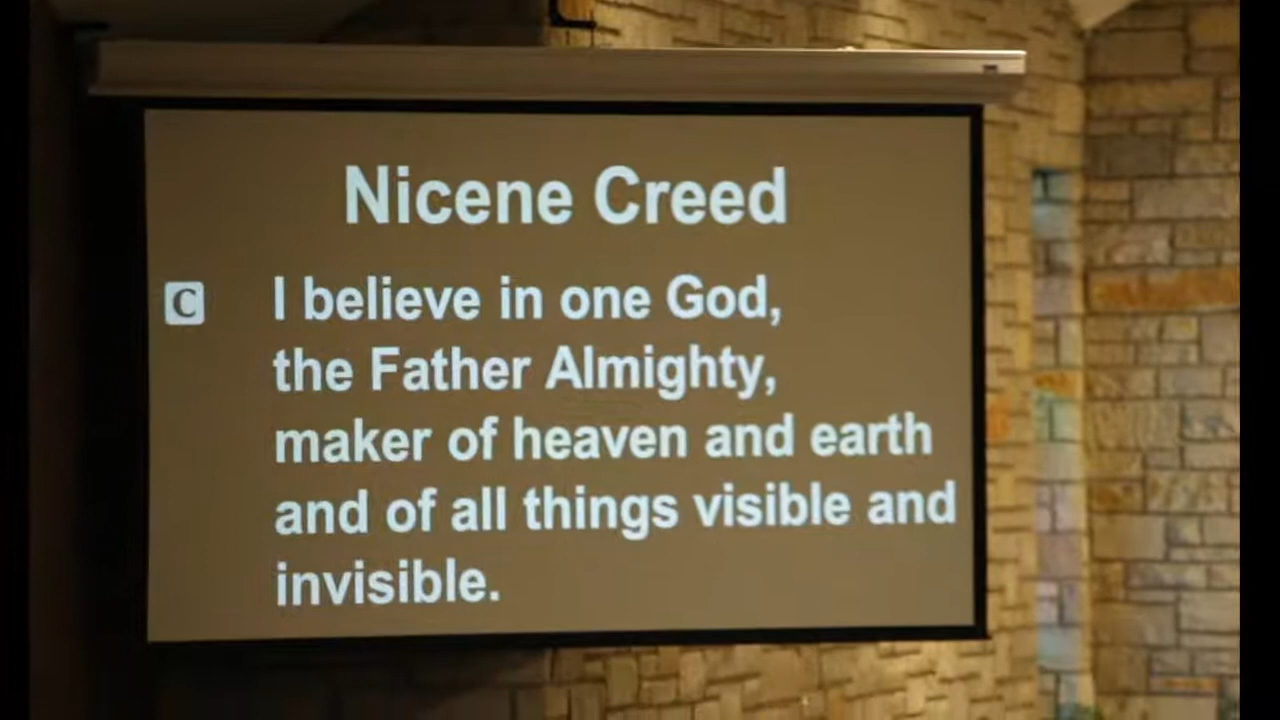 Nicene Creed
C I believe in one God,
the Father Almighty,
maker of heaven and earth
and of all things visible and
invisible.